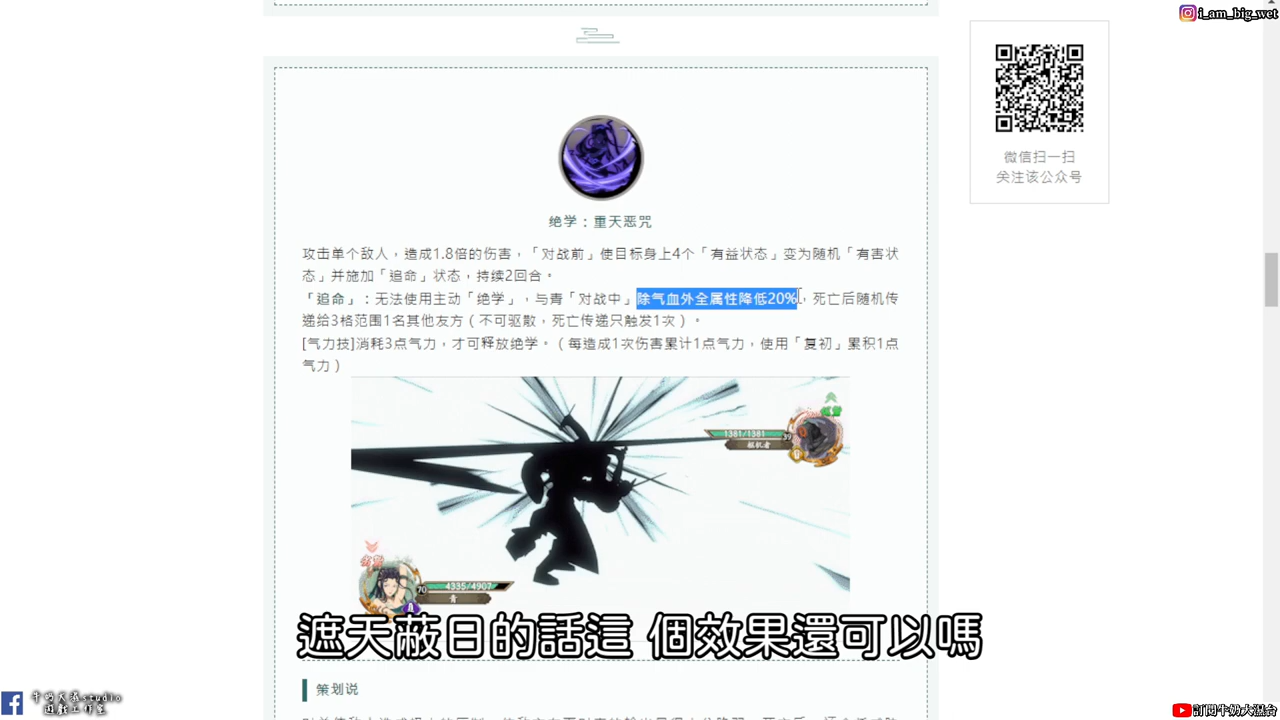 i_am_big_wet
微信扫一扫
关注该公众号
绝学：重天恶咒
攻击单个敌人，造成1.8倍的伤害，「对战前」使目标身上4个「有益状态」变为随机「有害状
态」并施加「追命」状态，持续2回合。
「追命」：无法使用主动「绝学」，与青「对战中」除气血外全属性降低20%，死亡后随机传
递给3格范围1名其他友方（不可驱散，死亡传递只触发1次）。
[气力技]消耗3点气力，才可释放绝学。（每造成1次伤害累计1点气力，使用「复初」累积1点
气力）
1381/1381
39
4335/4907
70
青
遮天蔽日的話這 個效果還可以嗎
策划说